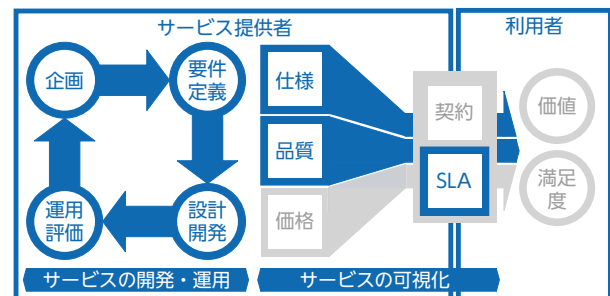 サービス提供者
利用者
企画
要件
定義
運用
評価
設計
開発
仕様
品質
価格
契約
SLA
価値
満足
度
サービスの開発・運用
サービスの可視化